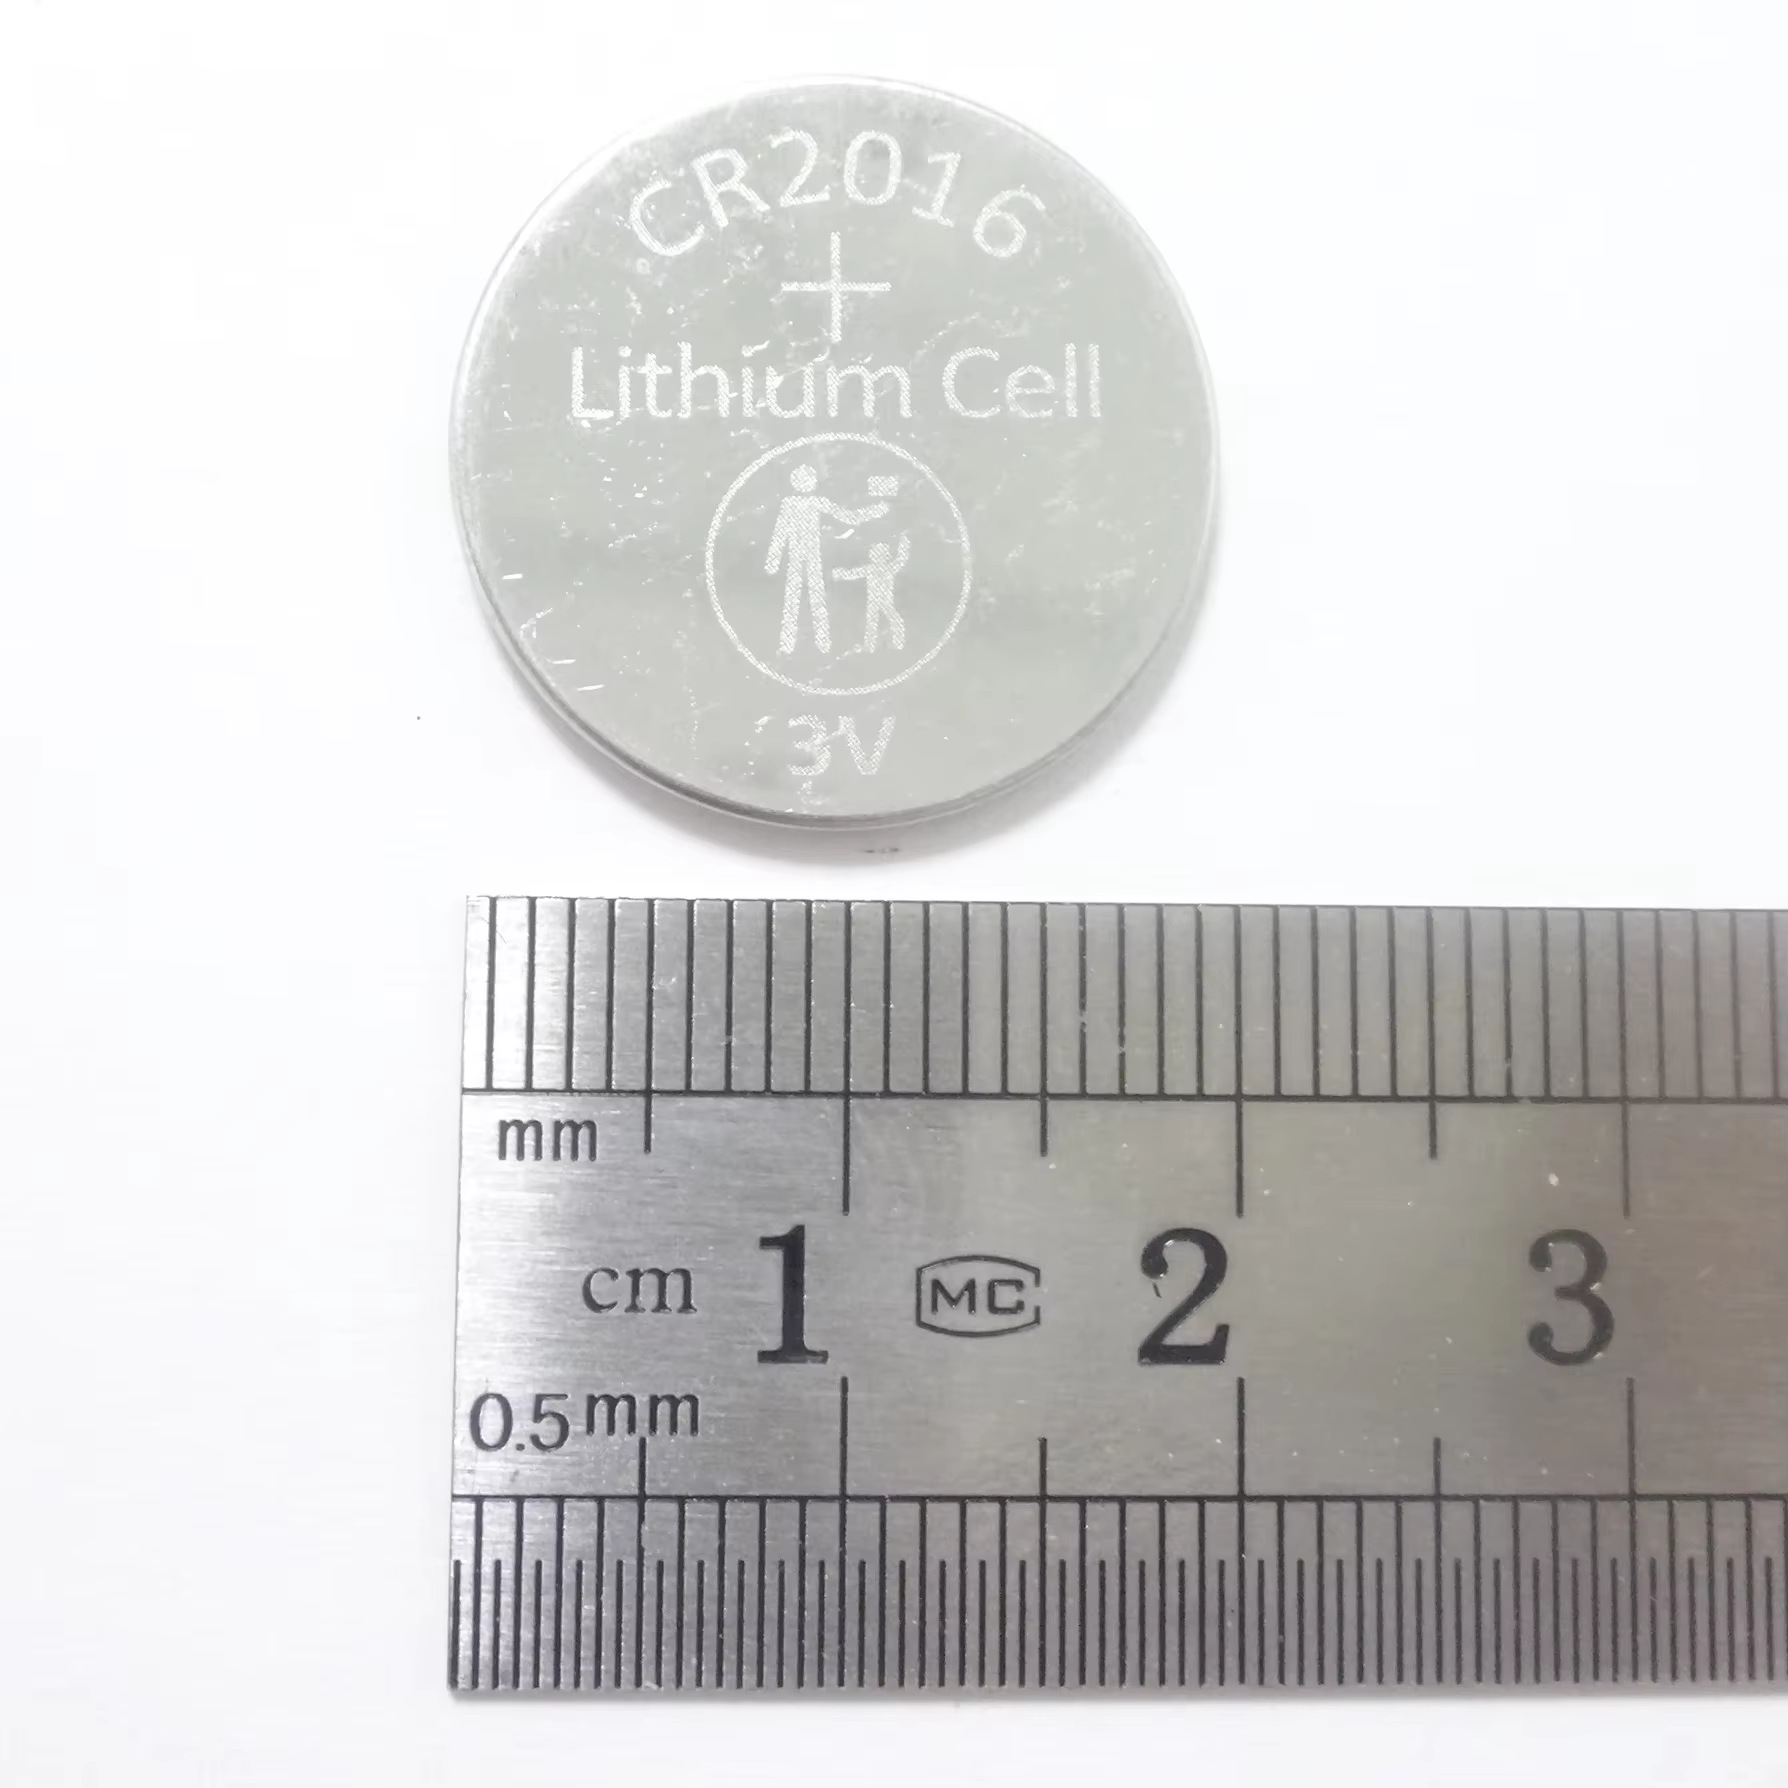 CR2016
+
Lithium Cell
3V
mm
cm 1 MC 2 3
0.5mm